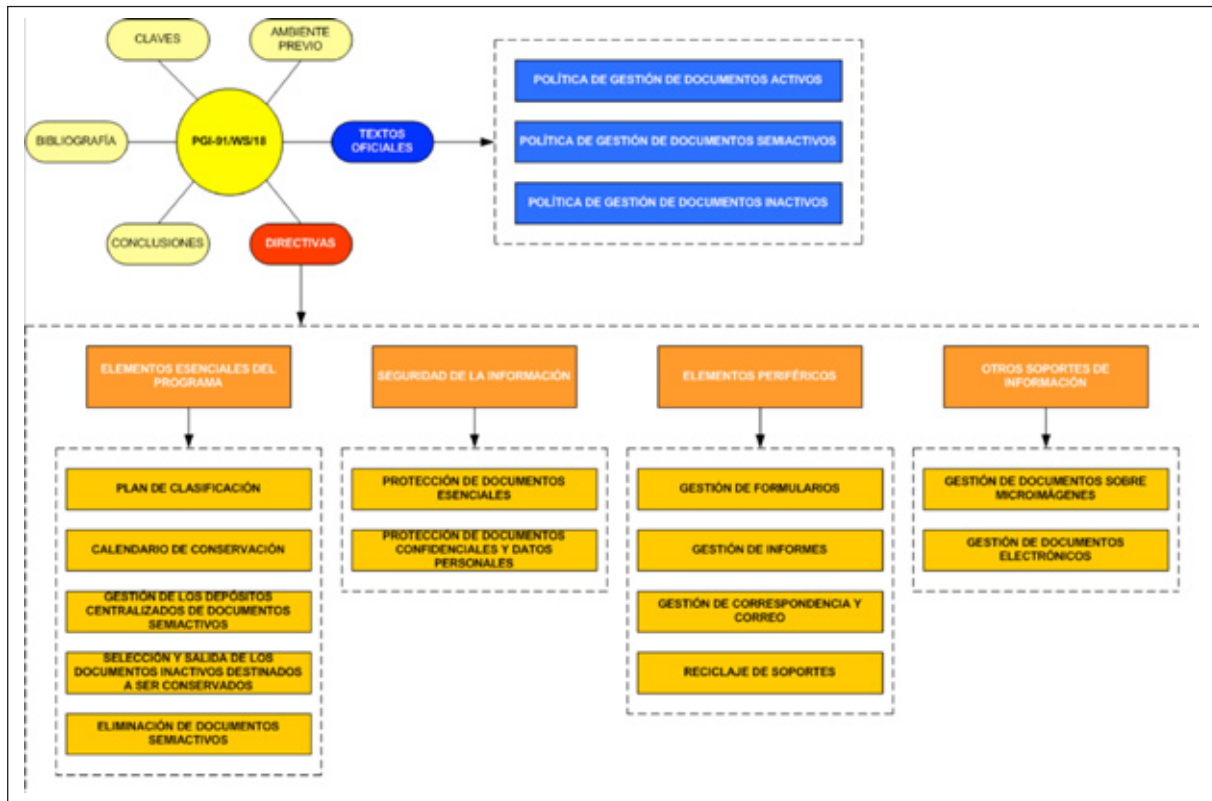 CLAVES
AMBIENTE
PREVIO
BIBLIOGRAFÍA
PGI-91/WS/18
TEXTOS
OFICIALES
CONCLUSIONES
DIRECTIVAS
POLÍTICA DE GESTIÓN DE DOCUMENTOS ACTIVOS
POLÍTICA DE GESTIÓN DE DOCUMENTOS SEMIACTIVOS
POLÍTICA DE GESTIÓN DE DOCUMENTOS INACTIVOS
ELEMENTOS ESENCIALES DEL
PROGRAMA
PLAN DE CLASIFICACIÓN
CALENDARIO DE CONSERVACIÓN
GESTIÓN DE LOS DEPÓSITOS
CENTRALIZADOS DE DOCUMENTOS
SEMIACTIVOS
SELECCIÓN Y SALIDA DE LOS
DOCUMENTOS INACTIVOS DESTINADOS
A SER CONSERVADOS
ELIMINACIÓN DE DOCUMENTOS
SEMIACTIVOS
SEGURIDAD DE LA INFORMACIÓN
PROTECCIÓN DE DOCUMENTOS
ESENCIALES
PROTECCIÓN DE DOCUMENTOS
CONFIDENCIALES Y DATOS
PERSONALES
ELEMENTOS PERIFÉRICOS
GESTIÓN DE FORMULARIOS
GESTIÓN DE INFORMES
GESTIÓN DE CORRESPONDENCIA Y
CORREO
RECICLAJE DE SOPORTES
OTROS SOPORTES DE
INFORMACIÓN
GESTIÓN DE DOCUMENTOS SOBRE
MICROIMÁGENES
GESTIÓN DE DOCUMENTOS
ELECTRÓNICOS